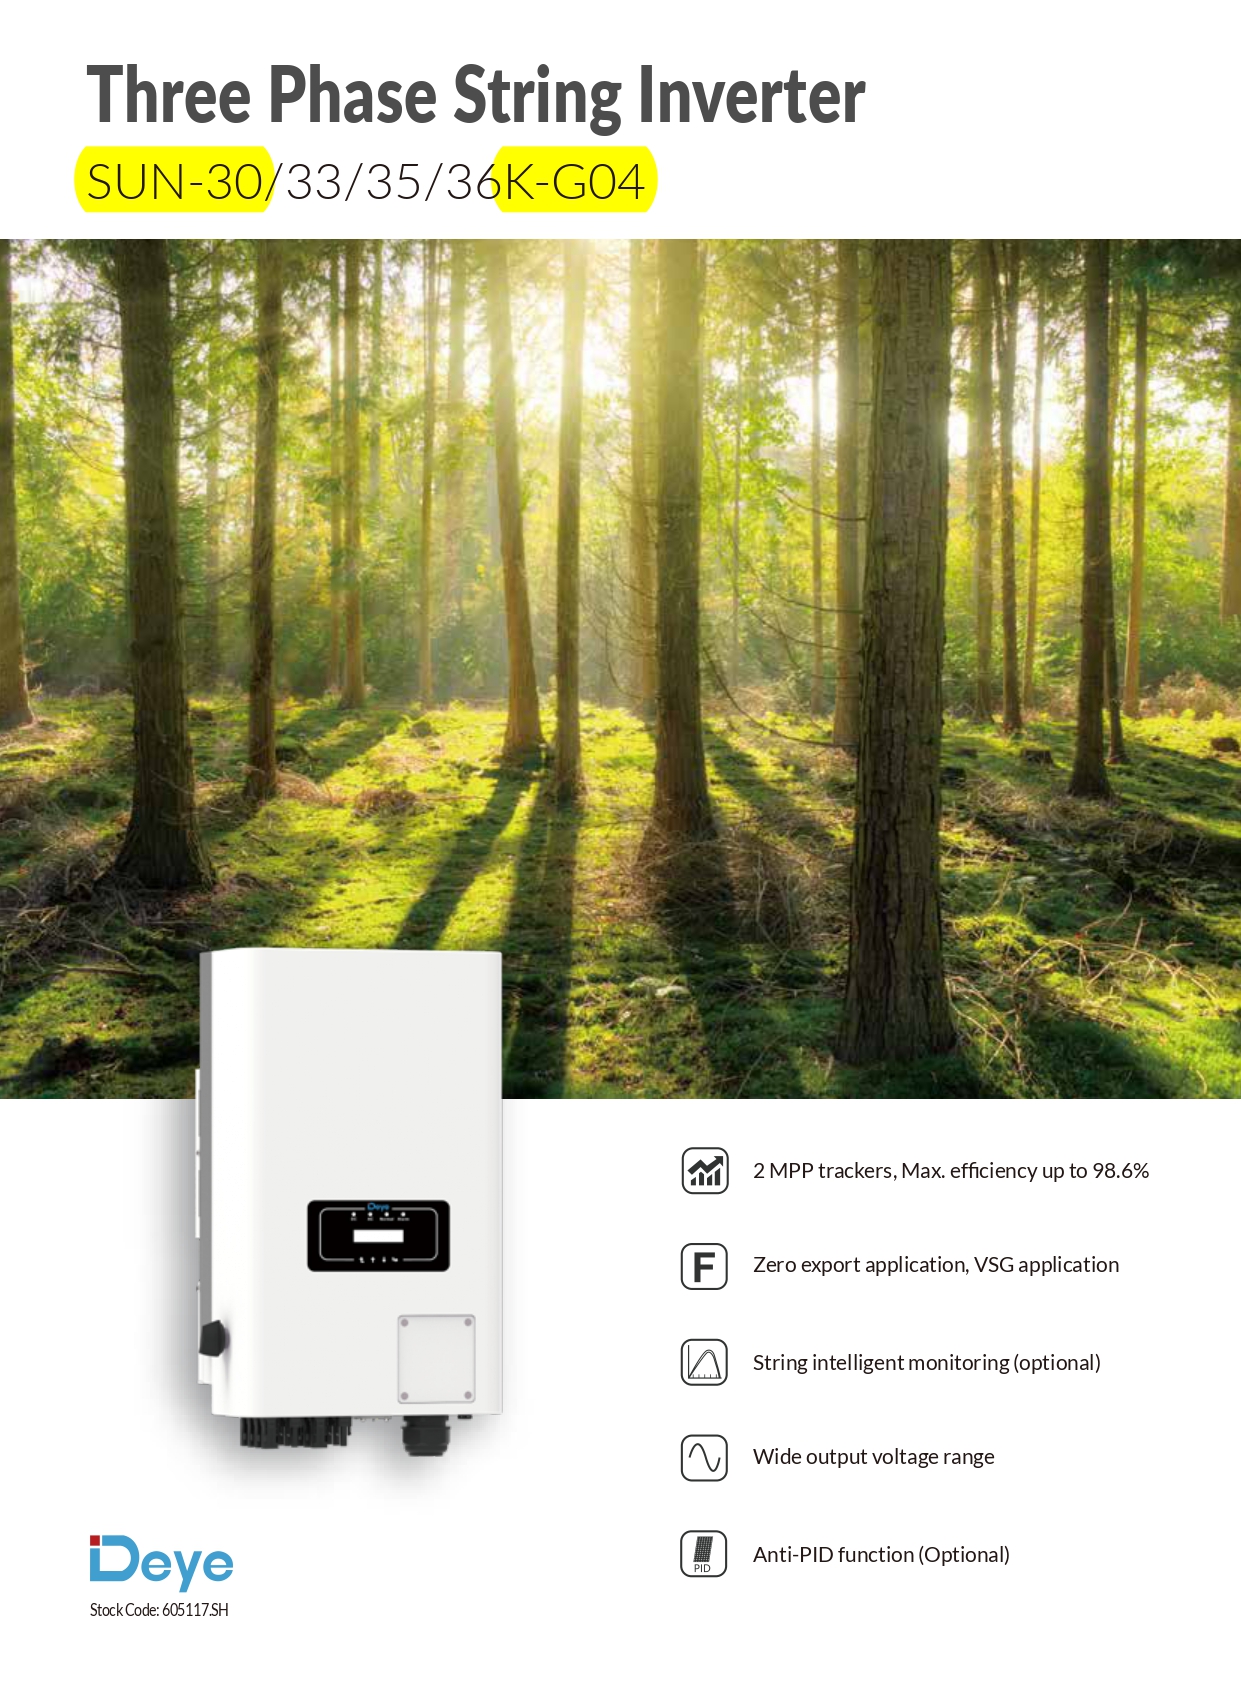 Three Phase String Inverter
SUN-30/33/35/36K-G04
Deye
2 MPP trackers, Max. efficiency up to 98.6%
F
Zero export application, VSG application
String intelligent monitoring (optional)
Wide output voltage range
PID
Anti-PID function (Optional)
Deye
Stock Code: 605117.SH